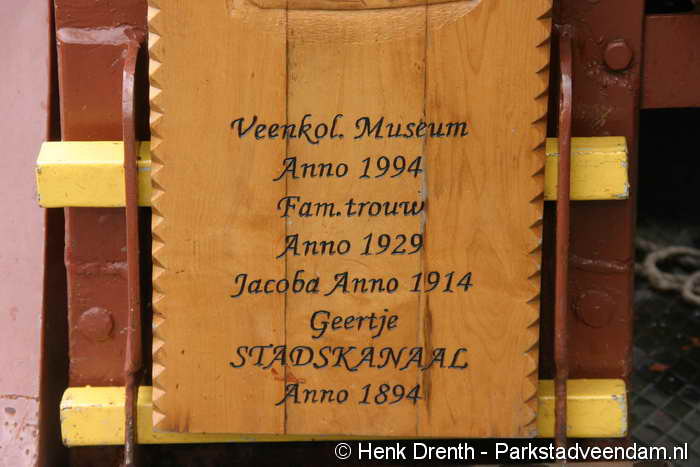 Veenkol. Museum
Anno 1994
Fam.trouw
Anno 1929
Jacoba Anno 1914
Geertje
STADSKANAAL
Anno 1894
© Henk Drenth - Parkstadveendam.nl